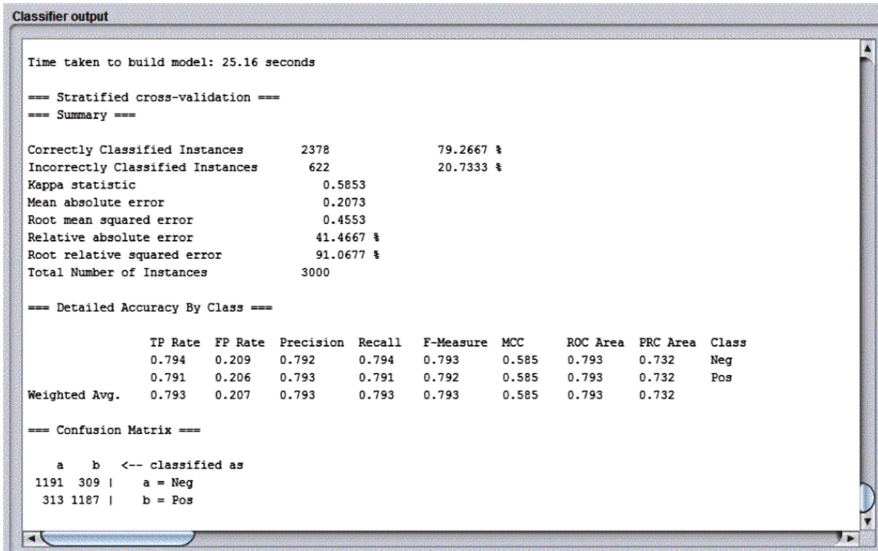 Classifier output
Time taken to build model: 25.16 seconds
=== Stratified cross-validation ===
=== Summary ===
Correctly Classified Instances 2378 79.2667 %
Incorrectly Classified Instances 622 20.7333 %
Kappa statistic 0.5853
Mean absolute error 0.2073
Root mean squared error 0.4553
Relative absolute error 41.4667 %
Root relative squared error 91.0677 %
Total Number of Instances 3000
=== Detailed Accuracy By Class ===
TP Rate FP Rate Precision Recall F-Measure MCC ROC Area PRC Area Class
0.794 0.209 0.792 0.794 0.793 0.585 0.793 0.732 Neg
0.791 0.206 0.793 0.791 0.792 0.585 0.793 0.732 Pos
Weighted Avg. 0.793 0.207 0.793 0.793 0.793 0.585 0.793 0.732
=== Confusion Matrix ===
a b <-- classified as
1191 309 | a = Neg
313 1187 | b = Pos